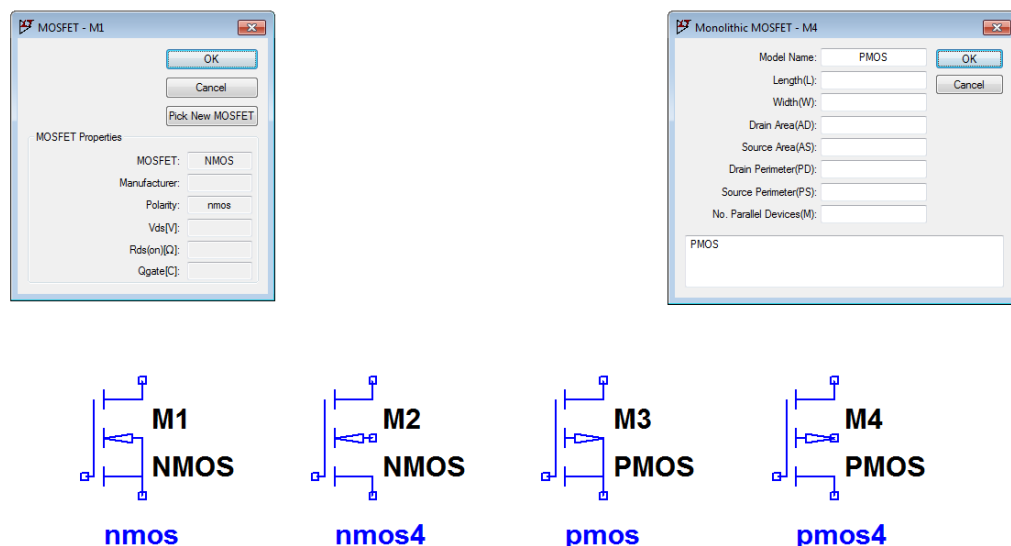 MOSFET - M1
OK
Cancel
Pick New MOSFET
MOSFET Properties
MOSFET: NMOS
Manufacturer:
Polarity: nmos
Vds[V]:
Rds(on)[Ω]:
Qgate[C]:
Monolithic MOSFET - M4
Model Name: PMOS OK
Length(L): Cancel
Width(W):
Drain Area(AD):
Source Area(AS):
Drain Perimeter(PD):
Source Perimeter(PS):
No. Parallel Devices(M):
PMOS
M1
NMOS
nmos
M2
NMOS
nmos4
M3
PMOS
pmos
M4
PMOS
pmos4